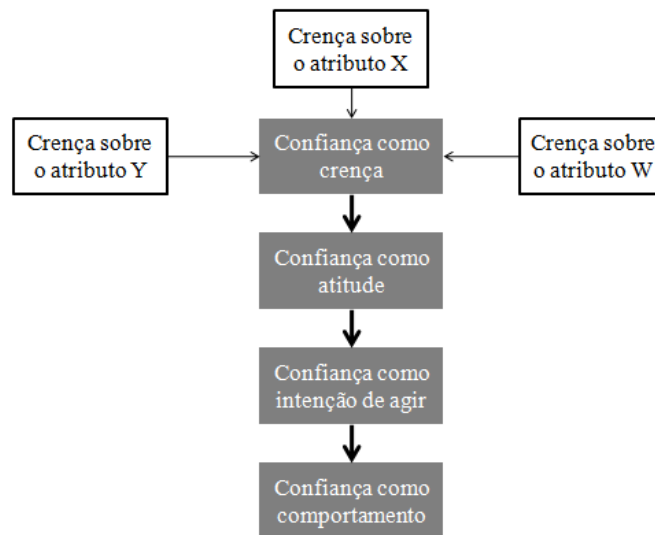 Crença sobre
o atributo X
Crença sobre
o atributo Y
Confiança como
crença
Crença sobre
o atributo W
Confiança como
atitude
Confiança como
intenção de agir
Confiança como
comportamento